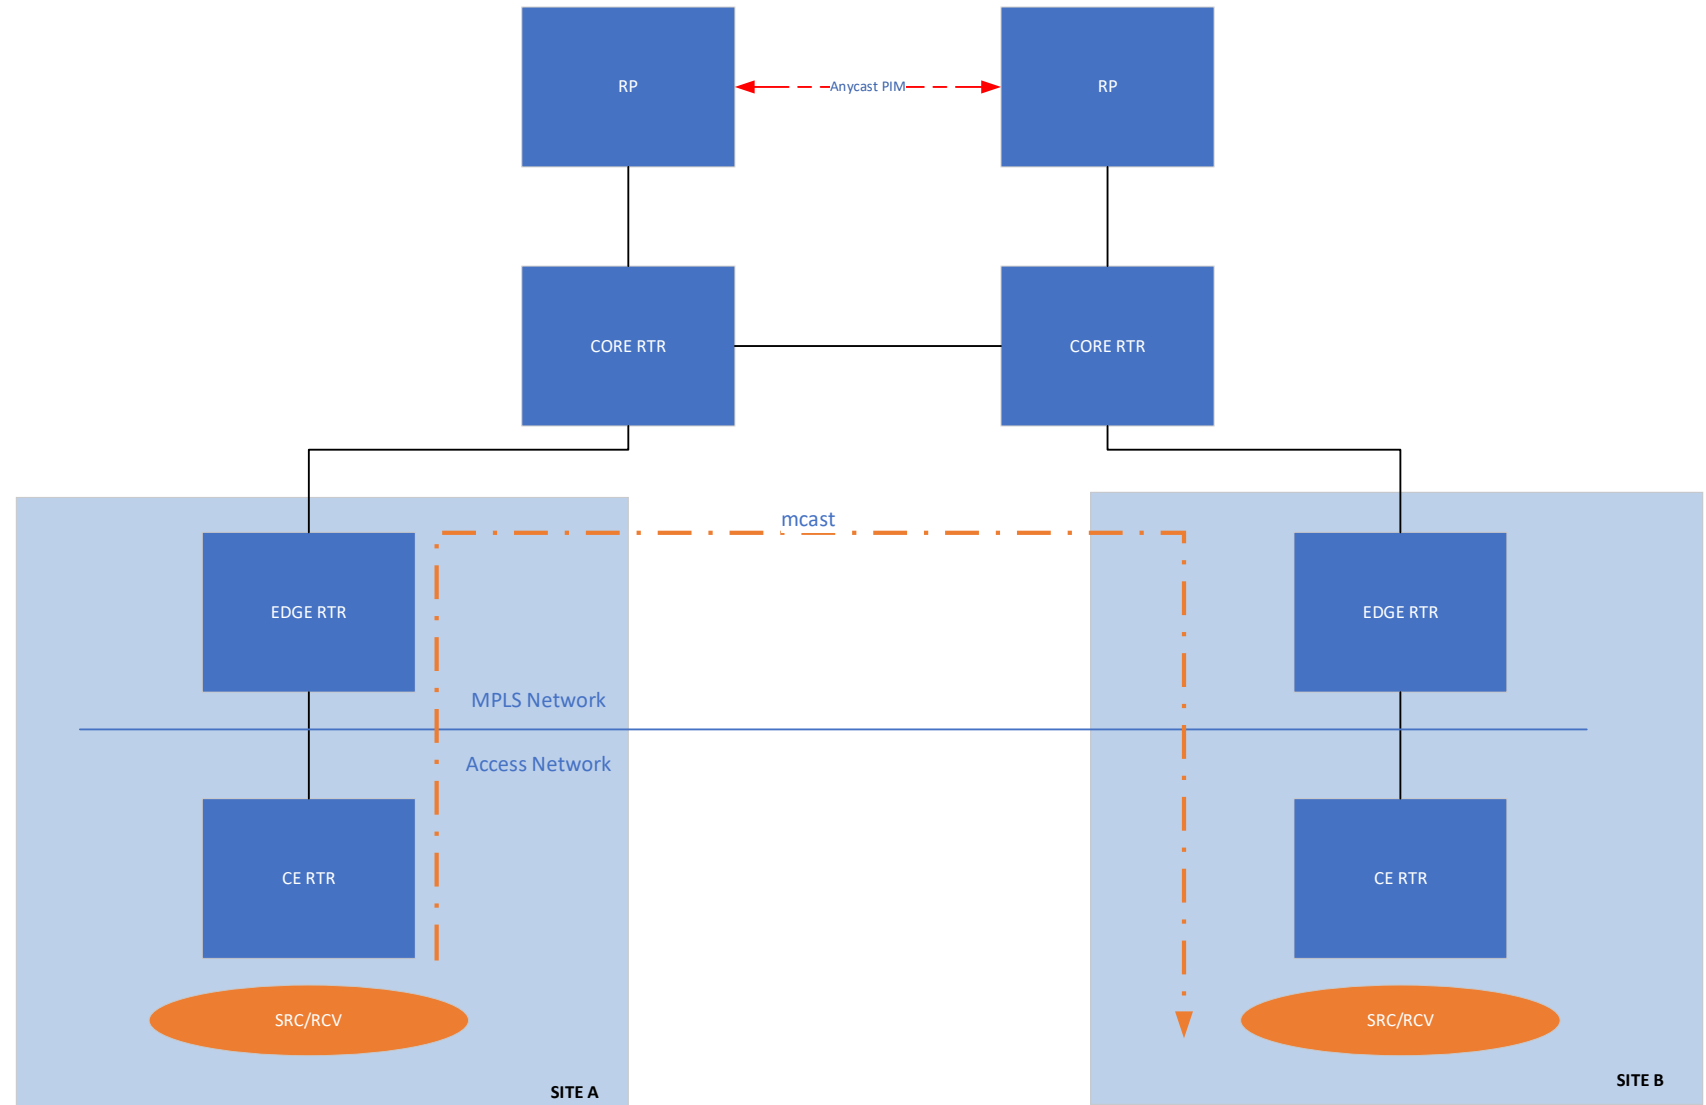 RP
Anycast PIM
RP
CORE RTR
CORE RTR
mcast
EDGE RTR
EDGE RTR
MPLS Network
Access Network
CE RTR
CE RTR
SRC/RCV
SRC/RCV
SITE A
SITE B